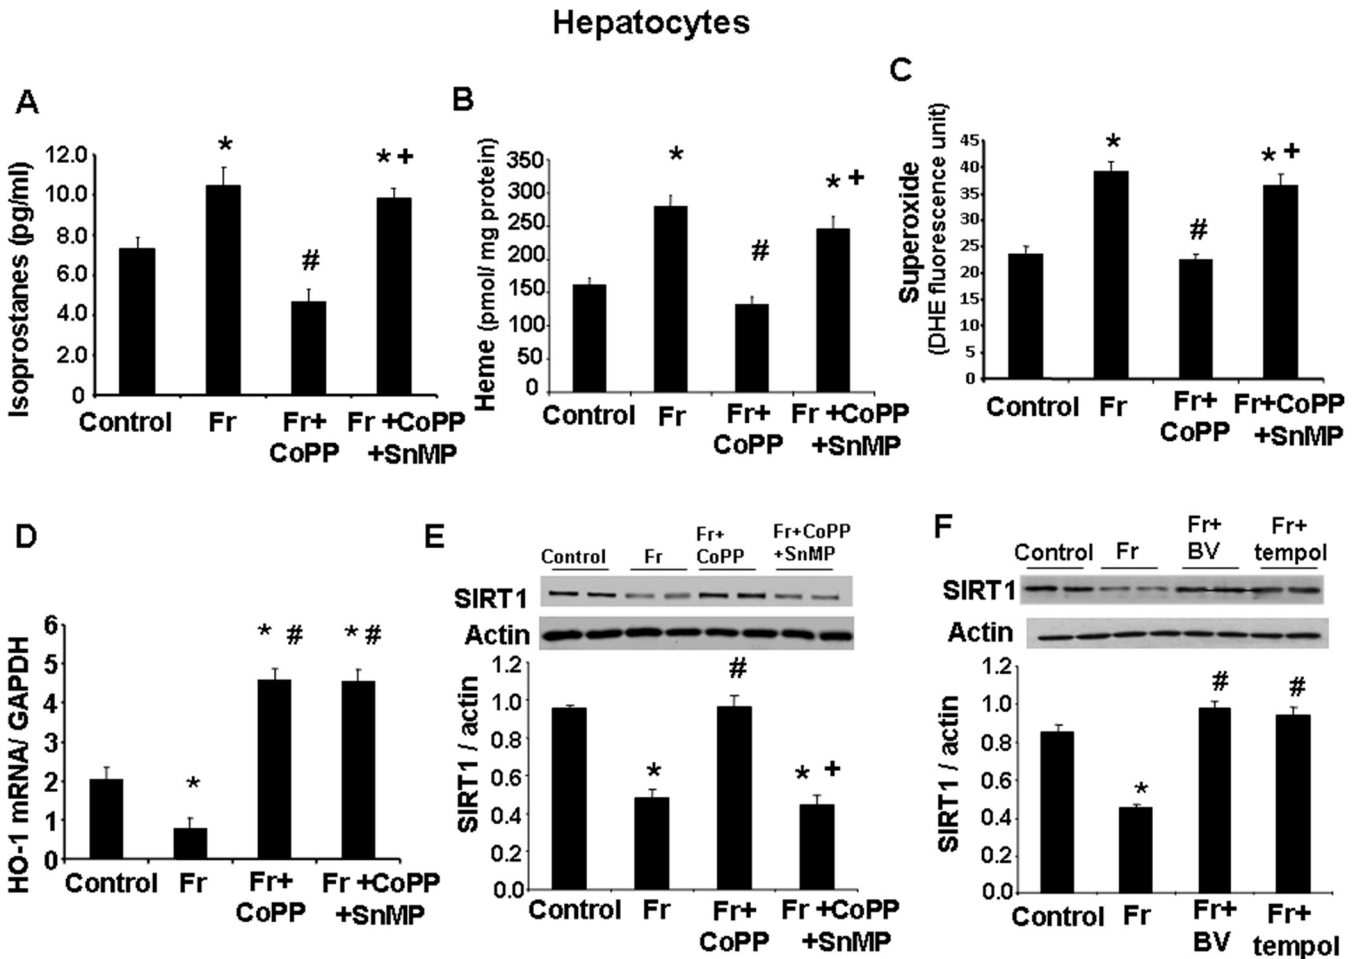 Hepatocytes
A
Isoprostanes (pg/ml)
12.0
10.0
8.0
6.0
4.0
2.0
0
*
#
* +
Control
Fr
Fr+
CoPP
Fr +CoPP
+SnMP
B
Heme (pmol/ mg protein)
350
300
250
200
150
100
50
0
*
#
* +
Control
Fr
Fr+
CoPP
Fr +CoPP
+SnMP
C
Superoxide
(DHE fluorescence unit)
45
40
35
30
25
20
15
10
5
0
*
#
* +
Control
Fr
Fr+
CoPP
Fr+CoPP
+SnMP
D
HO-1 mRNA/ GAPDH
6
5
4
3
2
1
0
*
* #
* #
Control
Fr
Fr+
CoPP
Fr +CoPP
+SnMP
E
Control
Fr
Fr+
CoPP
Fr+CoPP
+SnMP
SIRT1
Actin
SIRT1 / actin
1.2
1.0
0.8
0.6
0.4
0.2
0.0
*
#
* +
Control
Fr
Fr+
CoPP
Fr +CoPP
+SnMP
F
Control
Fr
Fr+
BV
Fr+
tempol
SIRT1
Actin
SIRT1 / actin
1.2
1.0
0.8
0.6
0.4
0.2
0.0
*
#
#
Control
Fr
Fr+
BV
Fr+
tempol